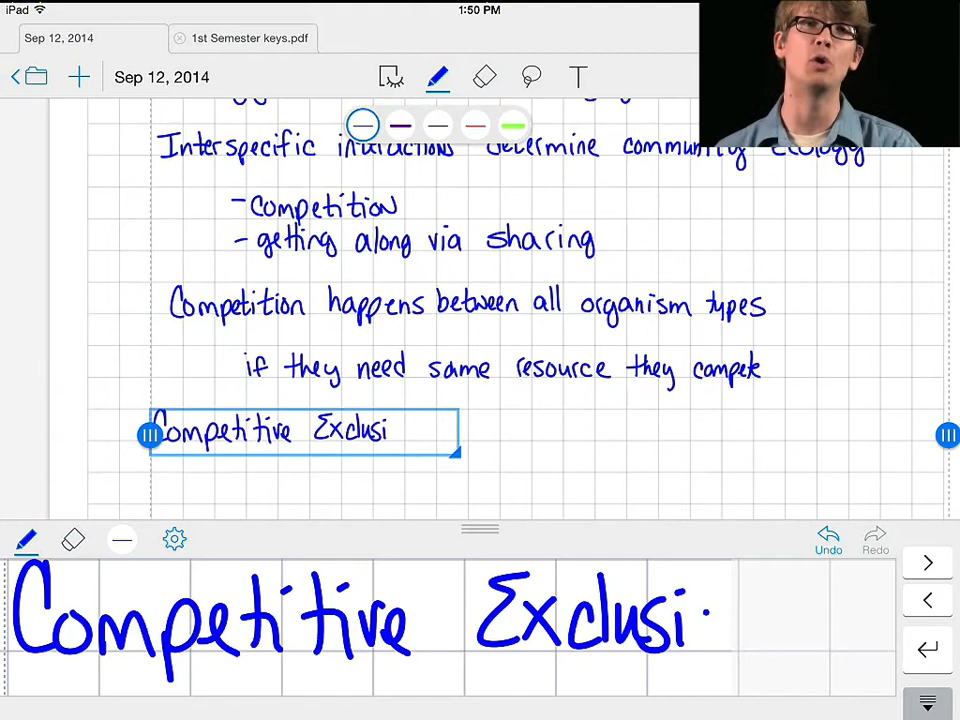 iPad 1:50 PM
Sep 12, 2014 1st Semester keys.pdf
Sep 12, 2014 T
Interspecific interactions determine community ecology
- competition
- getting along via sharing
Competition happens between all organism types
if they need same resource they compete
Competitive Exclusi
Undo Redo
Competitive Exclusi